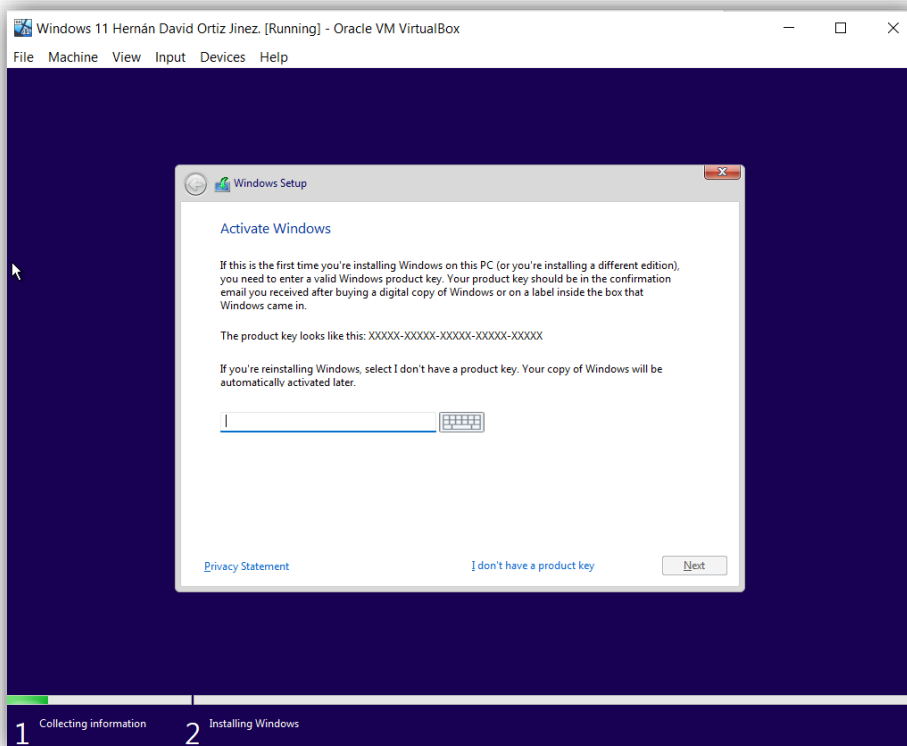 Windows 11 Hernán David Ortiz Jinez. [Running] - Oracle VM VirtualBox
File Machine View Input Devices Help
Windows Setup
Activate Windows
If this is the first time you're installing Windows on this PC (or you're installing a different edition),
you need to enter a valid Windows product key. Your product key should be in the confirmation
email you received after buying a digital copy of Windows or on a label inside the box that
Windows came in.
The product key looks like this: XXXXX-XXXXX-XXXXX-XXXXX-XXXXX
If you're reinstalling Windows, select I don't have a product key. Your copy of Windows will be
automatically activated later.
Privacy Statement I don't have a product key Next
1 Collecting information 2 Installing Windows